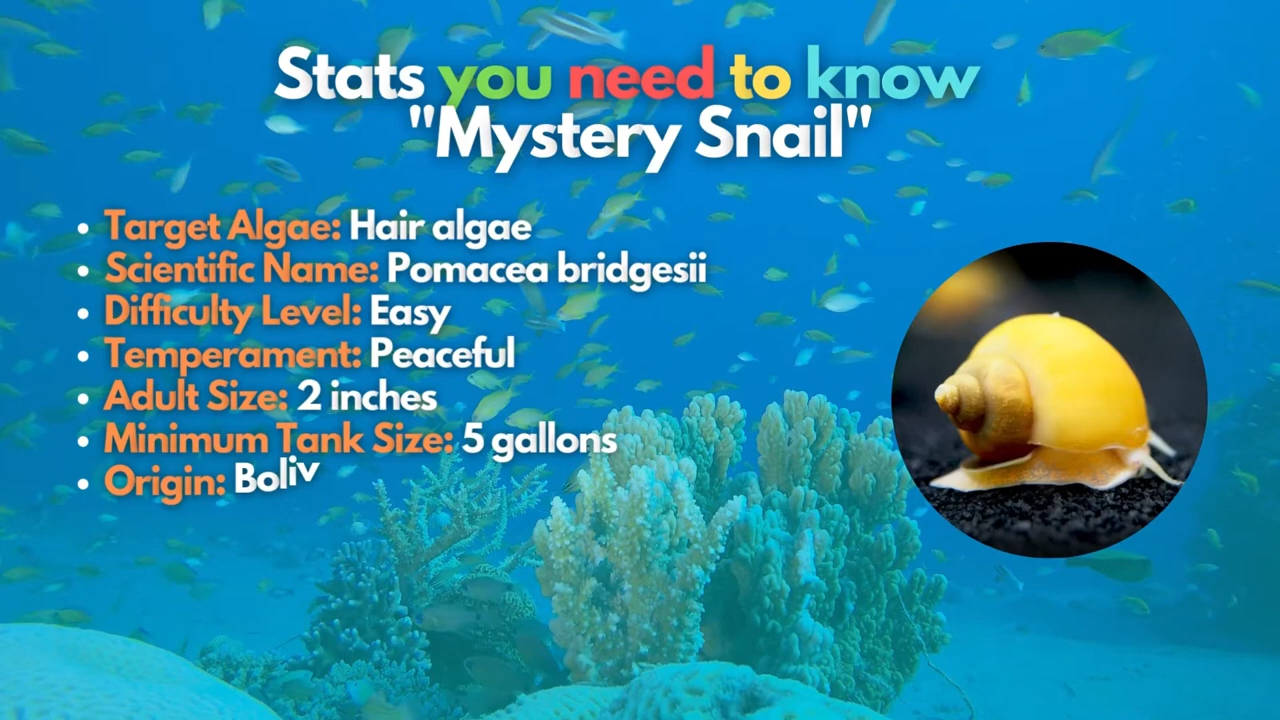 Stats you need to know
"Mystery Snail"
• Target Algae: Hair algae
• Scientific Name: Pomacea bridgesii
• Difficulty Level: Easy
• Temperament: Peaceful
• Adult Size: 2 inches
• Minimum Tank Size: 5 gallons
• Origin: Boliv